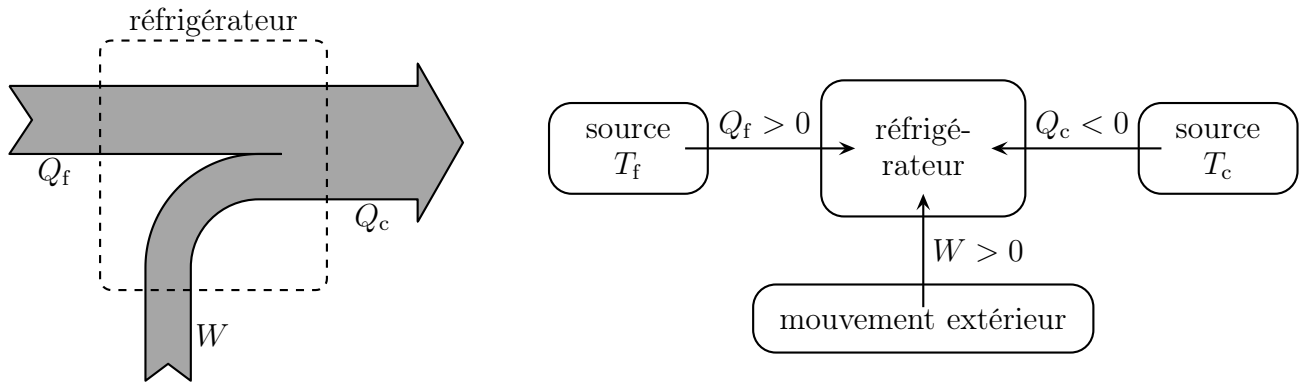 réfrigérateur
Q_f
Q_c
W
source
T_f
Q_f > 0
réfrigé-
rateur
Q_c < 0
source
T_c
W > 0
mouvement extérieur